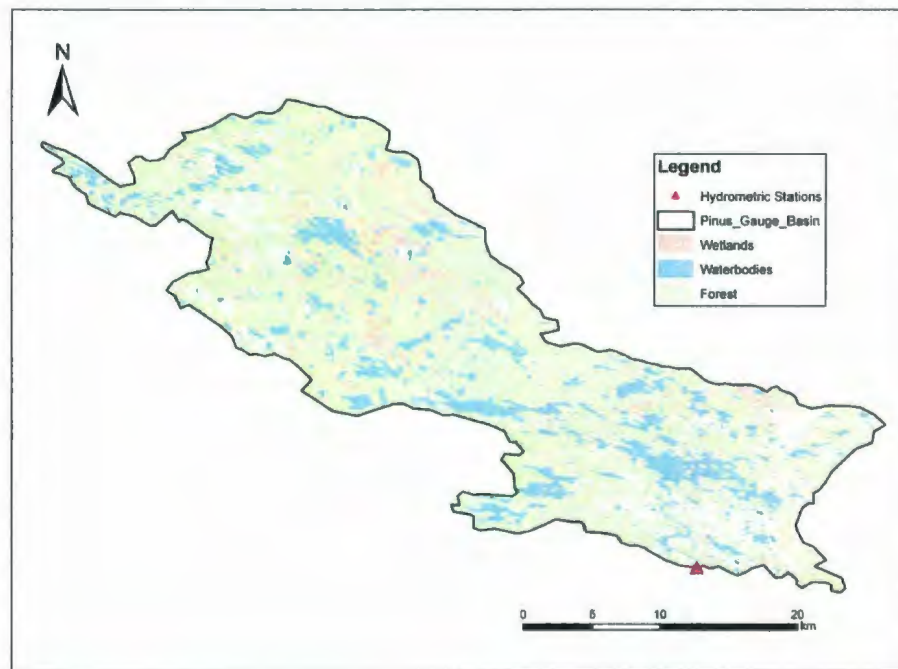 N
Legend
Hydrometric Stations
Pinus_Gauge_Basin
Wetlands
Waterbodies
Forest
0 5 10 20
km